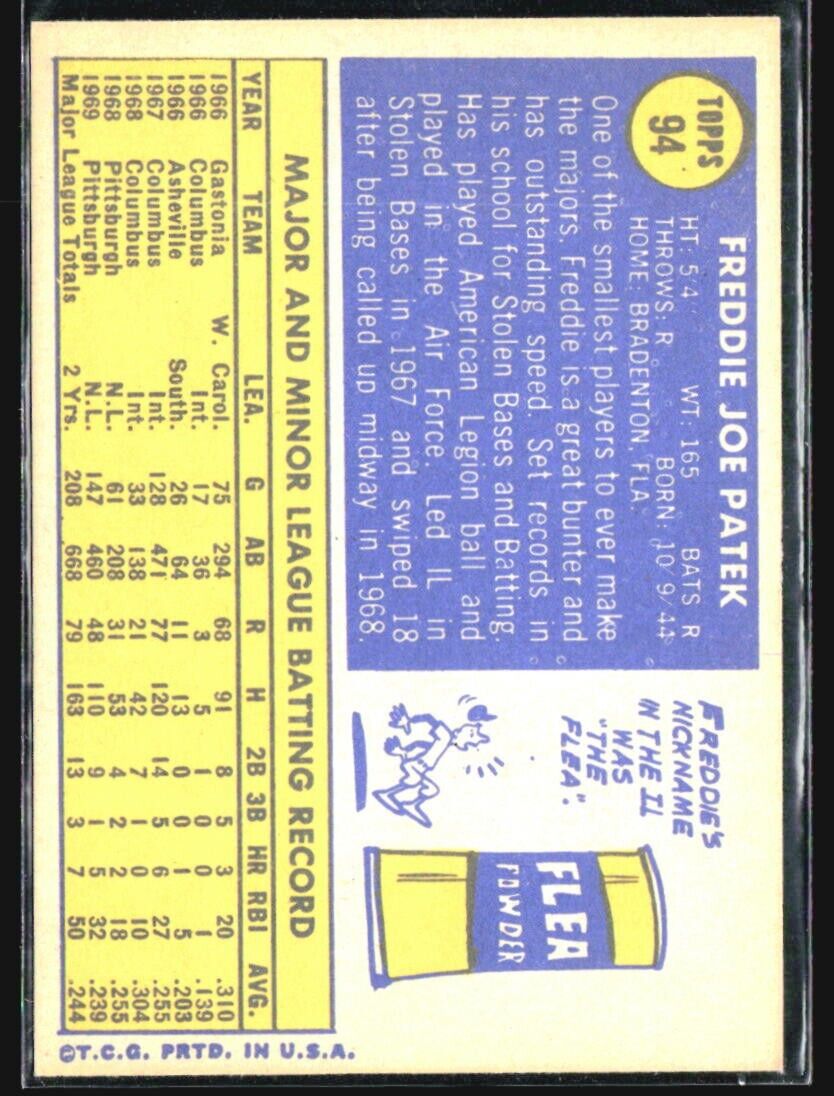 TOPPS
94
FREDDIE JOE PATEK
HT: 5'4 WT: 165 BATS: R
THROWS: R BORN: 10/9/44
HOME: BRADENTON, FLA.
One of the smallest players to ever make
the majors. Freddie is a great bunter and
has outstanding speed. Set records in
his school for Stolen Bases and Batting.
Has played American Legion ball and
played in the Air Force. Led IL in
Stolen Bases in 1967 and swiped 18
after being called up midway in 1968.
FREDDIE'S
NICKNAME
IN THE IL
WAS
"THE
FLEA".
FLEA
POWDER
MAJOR AND MINOR LEAGUE BATTING RECORD
YEAR TEAM LEA. G AB R H 2B 3B HR RBI AVG.
1966 Gastonia W. Carol. 75 294 68 91 8 5 3 20 .310
1966 Columbus Int. 17 36 3 5 1 0 0 1 .139
1966 Asheville South. 26 64 11 13 0 0 1 5 .203
1967 Columbus Int. 128 471 77 120 14 5 6 27 .255
1968 Columbus Int. 33 138 21 42 7 1 0 10 .304
1968 Pittsburgh N.L. 61 208 31 53 4 2 2 18 .255
1969 Pittsburgh N.L. 147 460 48 110 9 1 5 32 .239
Major League Totals 2 Yrs. 208 668 79 163 13 3 7 50 .244
©T.C.G. PRTD. IN U.S.A.